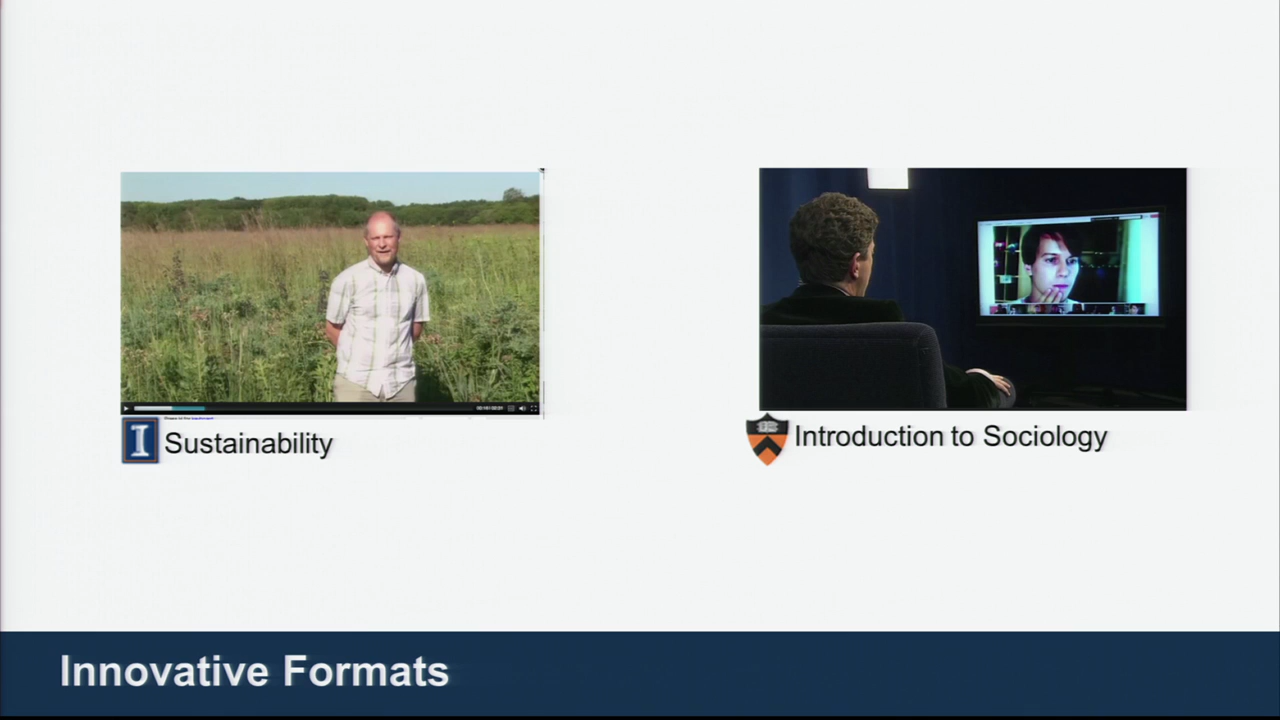 I
Sustainability
Introduction to Sociology
Innovative Formats